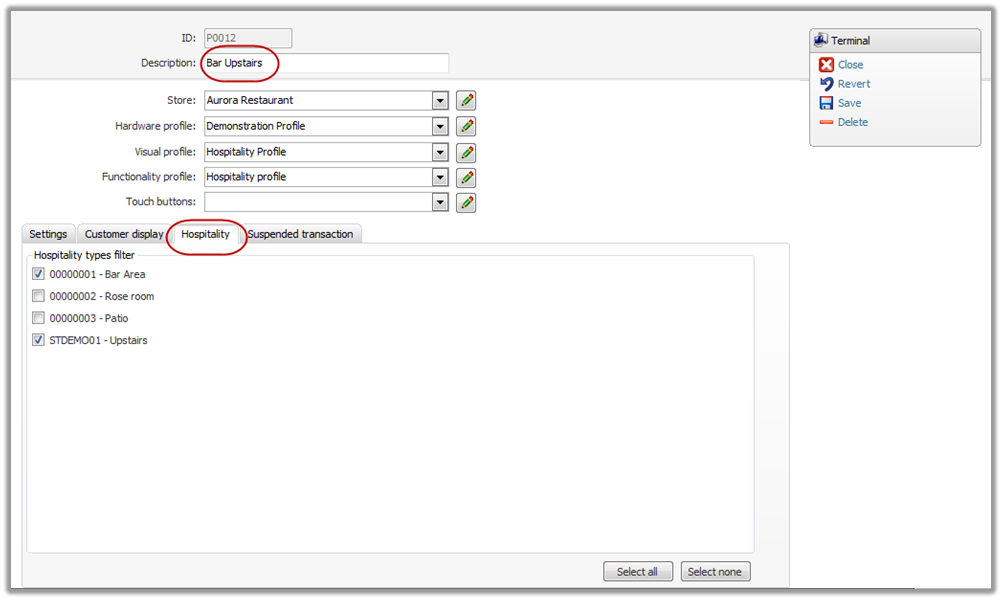 ID: P0012
Description: Bar Upstairs
Store: Aurora Restaurant
Hardware profile: Demonstration Profile
Visual profile: Hospitality Profile
Functionality profile: Hospitality profile
Touch buttons:
Terminal
Close
Revert
Save
Delete
Settings Customer display Hospitality Suspended transaction
Hospitality types filter
00000001 - Bar Area
00000002 - Rose room
00000003 - Patio
STDEMO01 - Upstairs
Select all Select none